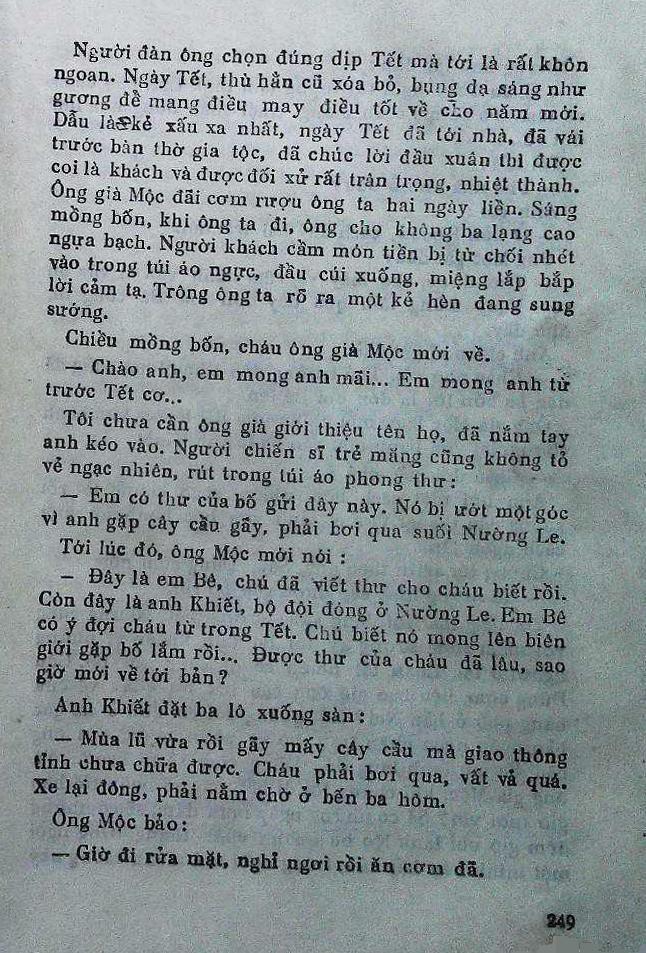 Người đàn ông chọn đúng dịp Tết mà tới là rất khôn
ngoan. Ngày Tết, thù hằn cũ xóa bỏ, bụng dạ sáng như
gương để mang điều may điều tốt về cho năm mới.
Dẫu là kẻ xấu xa nhất, ngày Tết đã tới nhà, đã vái
trước bàn thờ gia tộc, đã chúc lời đầu xuân thì được
coi là khách và được đối xử rất trân trọng, nhiệt thành.
Ông già Mộc đãi cơm rượu ông ta hai ngày liền. Sáng
mồng bốn, khi ông ta đi, ông cho không ba lạng cao
ngựa bạch. Người khách cầm món tiền bị từ chối nhét
vào trong túi áo ngực, đầu cúi xuống, miệng lắp bắp
lời cảm tạ. Trông ông ta rõ ra một kẻ hèn đang sung
sướng.
Chiều mồng bốn, cháu ông già Mộc mới về.
— Chào anh, em mong anh mãi... Em mong anh từ
trước Tết cơ...
Tôi chưa cần ông già giới thiệu tên họ, đã nắm tay
anh kéo vào. Người chiến sĩ trẻ măng cũng không tỏ
vẻ ngạc nhiên, rút trong túi áo phong thư:
— Em có thư của bố gửi đây này. Nó bị ướt một góc
vì anh gặp cây cầu gẫy, phải bơi qua suối Nường Le.
Tới lúc đó, ông Mộc mới nói :
— Đây là em Bê, chú đã viết thư cho cháu biết rồi.
Còn đây là anh Khiết, bộ đội đóng ở Nường Le. Em Bê
có ý đợi cháu từ trong Tết. Chú biết nó mong lên biên
giới gặp bố lắm rồi... Được thư của cháu đã lâu, sao
giờ mới về tới bản?
Anh Khiết đặt ba lô xuống sàn:
— Mùa lũ vừa rồi gãy mấy cây cầu mà giao thông
tỉnh chưa chữa được. Cháu phải bơi qua, vất vả quá.
Xe lại đông, phải nằm chờ ở bến ba hôm.
Ông Mộc bảo:
— Giờ đi rửa mặt, nghỉ ngơi rồi ăn cơm đã.
249